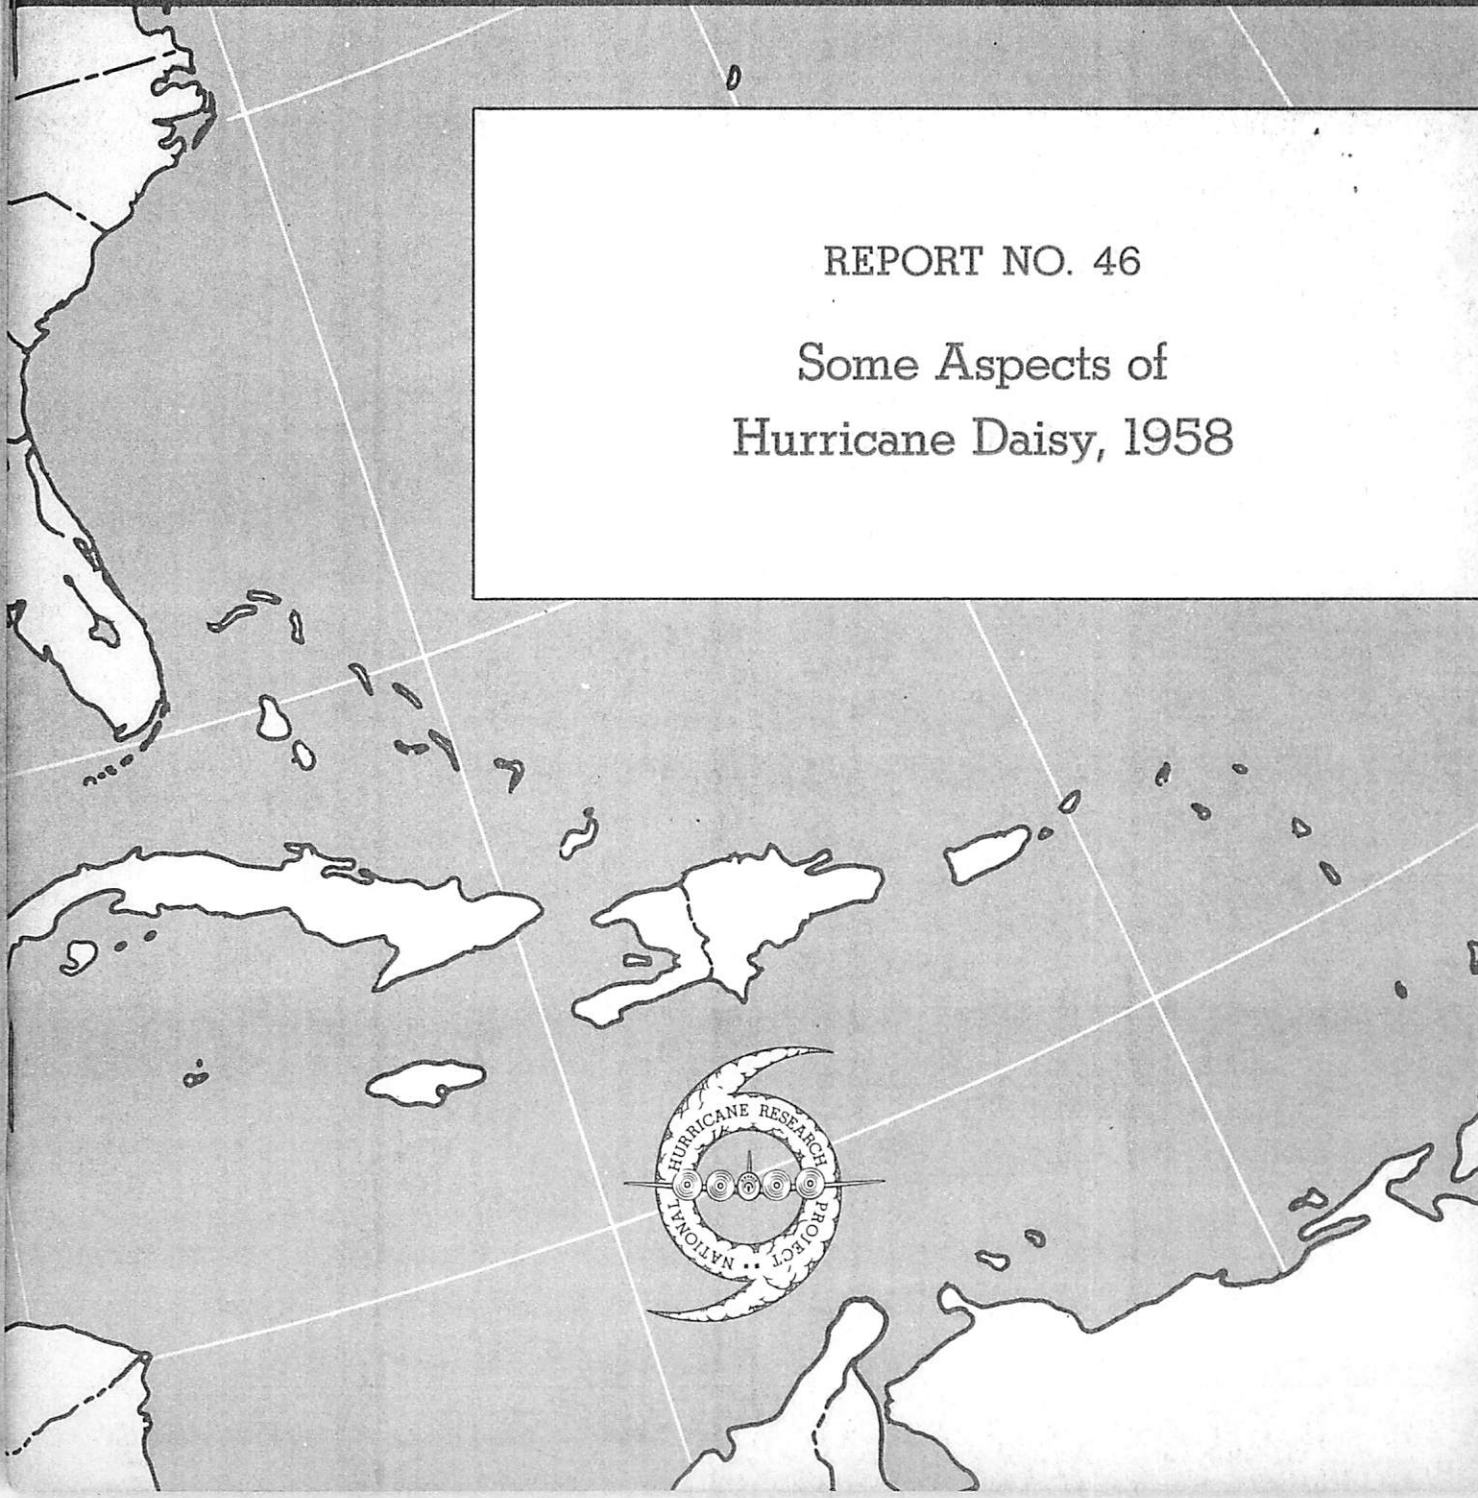 REPORT NO. 46
Some Aspects of
Hurricane Daisy, 1958
NATIONAL HURRICANE RESEARCH PROJECT